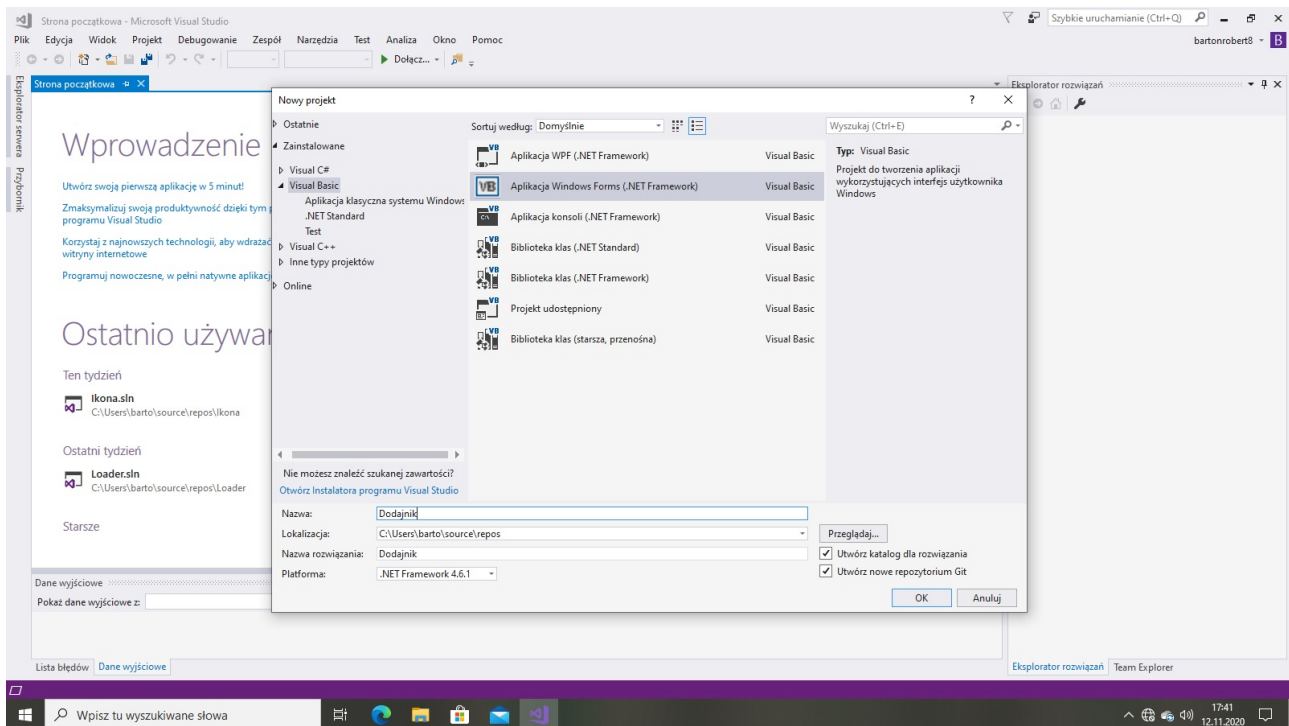 Strona początkowa - Microsoft Visual Studio
Szybkie uruchamianie (Ctrl+Q)
Plik Edycja Widok Projekt Debugowanie Zespół Narzędzia Test Analiza Okno Pomoc
bartonrobert8 B
Dołącz...
Eksplorator serwera
Przybornik
Strona początkowa
Wprowadzenie
Utwórz swoją pierwszą aplikację w 5 minut!
Zmaksymalizuj swoją produktywność dzięki tym
programu Visual Studio
Korzystaj z najnowszych technologii, aby wdrażać
witryny internetowe
Programuj nowoczesne, w pełni natywne aplikacj
Ostatnio używan
Ten tydzień
Ikona.sln
C:\Users\barto\source\repos\Ikona
Ostatni tydzień
Loader.sln
C:\Users\barto\source\repos\Loader
Starsze
Nowy projekt
?
Ostatnie
Zainstalowane
Visual C#
Visual Basic
Aplikacja klasyczna systemu Windows
.NET Standard
Test
Visual C++
Inne typy projektów
Online
Nie możesz znaleźć szukanej zawartości?
Otwórz Instalatora programu Visual Studio
Sortuj według: Domyślnie
Wyszukaj (Ctrl+E)
VB Aplikacja WPF (.NET Framework) Visual Basic
VB Aplikacja Windows Forms (.NET Framework) Visual Basic
VB C:\ Aplikacja konsoli (.NET Framework) Visual Basic
VB Biblioteka klas (.NET Standard) Visual Basic
VB Biblioteka klas (.NET Framework) Visual Basic
VB Projekt udostępniony Visual Basic
VB Biblioteka klas (starsza, przenośna) Visual Basic
Typ: Visual Basic
Projekt do tworzenia aplikacji
wykorzystujących interfejs użytkownika
Windows
Nazwa: Dodajnik
Lokalizacja: C:\Users\barto\source\repos
Przeglądaj...
Nazwa rozwiązania: Dodajnik
Utwórz katalog dla rozwiązania
Platforma: .NET Framework 4.6.1
Utwórz nowe repozytorium Git
OK Anuluj
Eksplorator rozwiązań
Dane wyjściowe
Pokaż dane wyjściowe z:
Lista błędów Dane wyjściowe
Eksplorator rozwiązań Team Explorer
Wpisz tu wyszukiwane słowa
17:41
12.11.2020